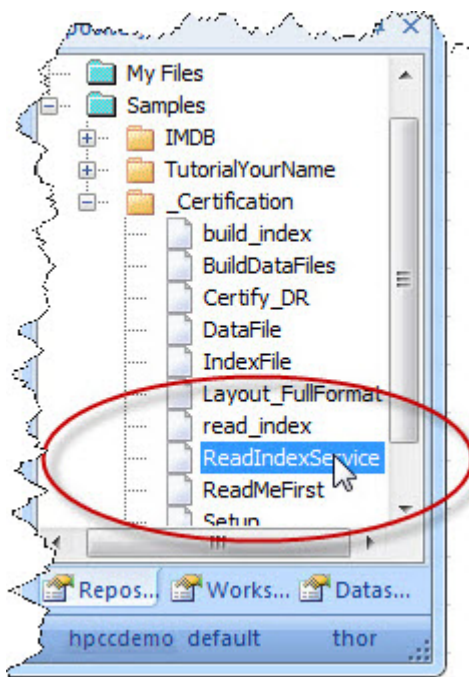 My Files
Samples
IMDB
TutorialYourName
_Certification
build_index
BuildDataFiles
Certify_DR
DataFile
IndexFile
Layout_FullFormat
read_index
ReadIndexService
ReadMeFirst
Setup
Repos... Works... Datas...
hpccdemo default thor